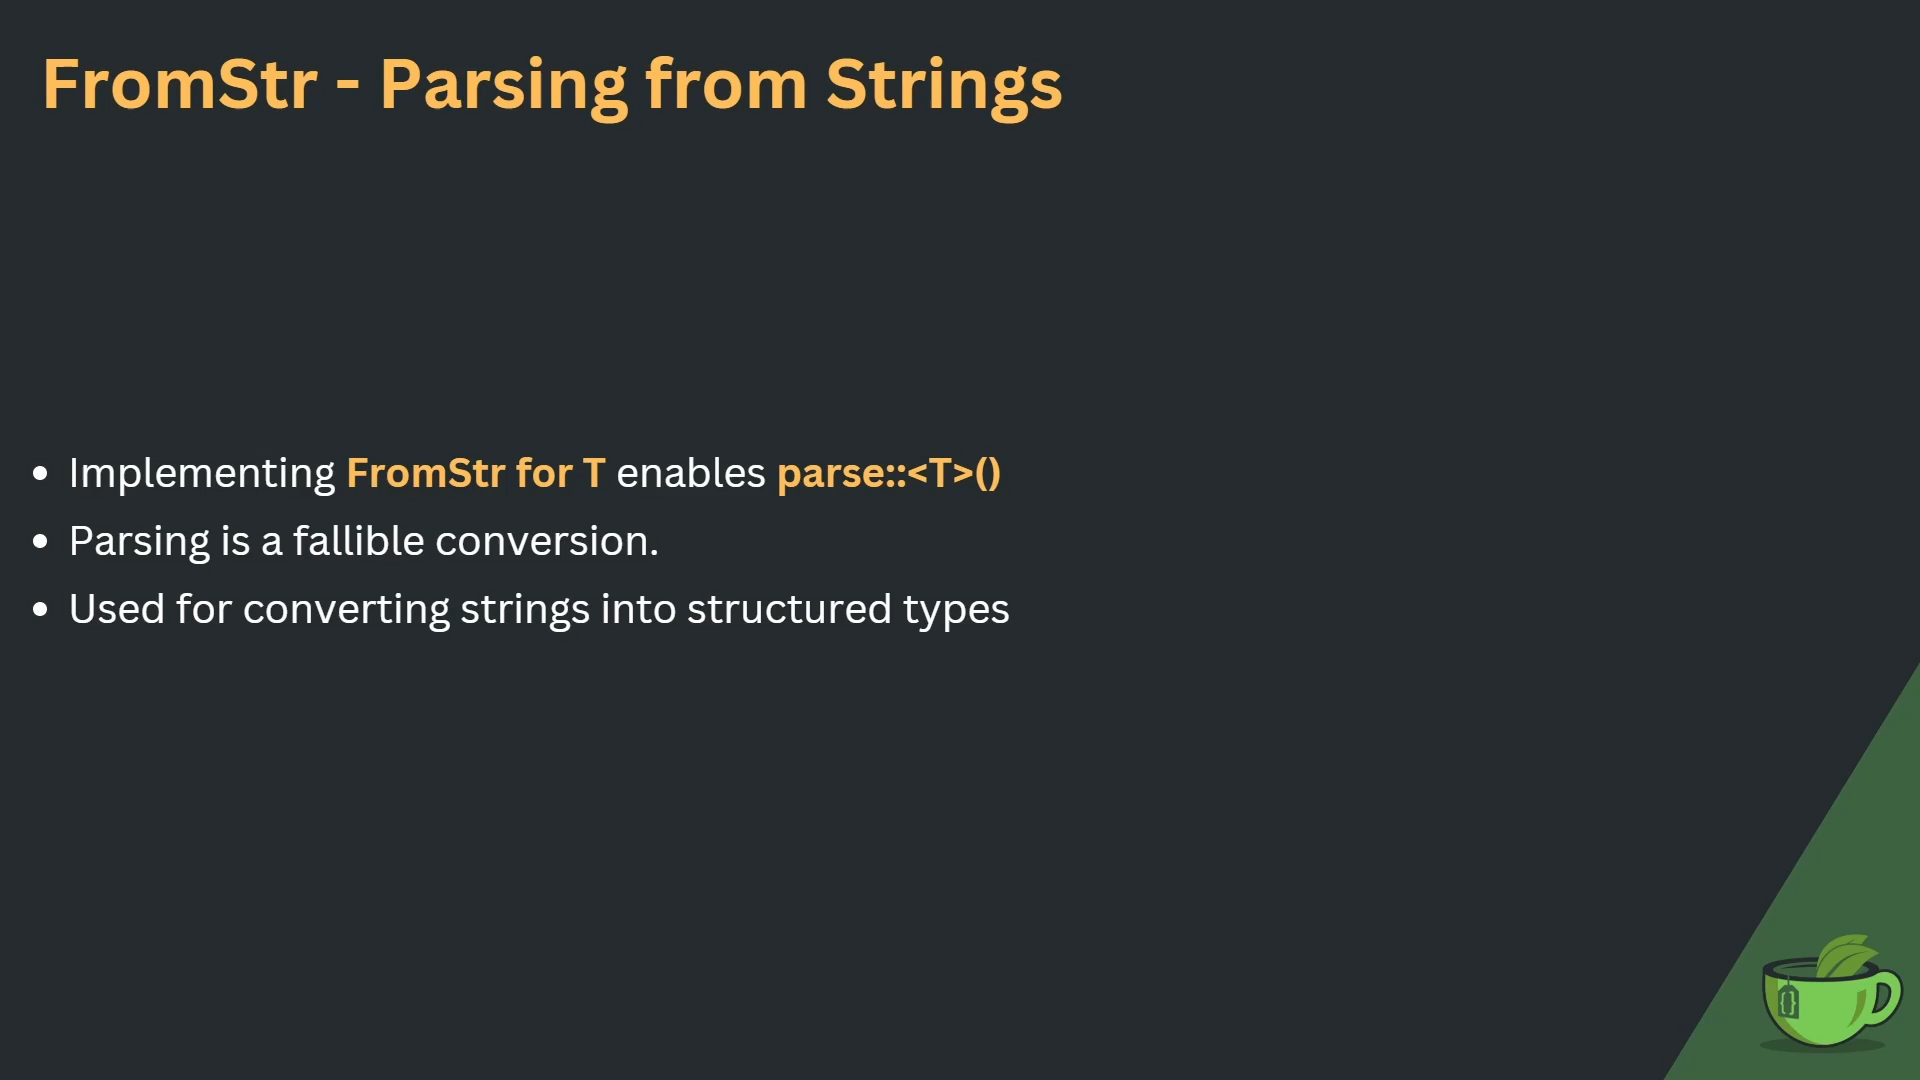 FromStr - Parsing from Strings
Implementing FromStr for T enables parse::<T>()
Parsing is a fallible conversion.
Used for converting strings into structured types
{}